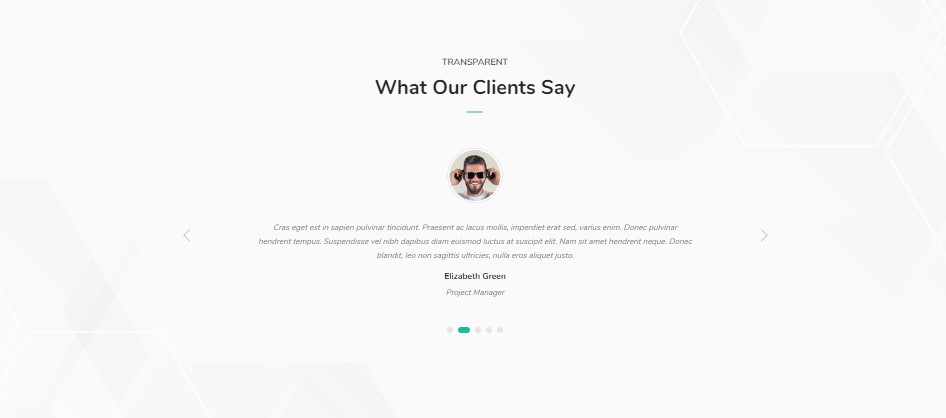 TRANSPARENT
What Our Clients Say
Cras eget est in sapien pulvinar tincidunt. Praesent ac lacus mollis, imperdiet erat sed, varius enim. Donec pulvinar
hendrerit tempus. Suspendisse vel nibh dapibus diam euismod luctus at suscipit elit. Nam sit amet hendrerit neque. Donec
blandit, leo non sagittis ultricies, nulla eros aliquet justo.
Elizabeth Green
Project Manager